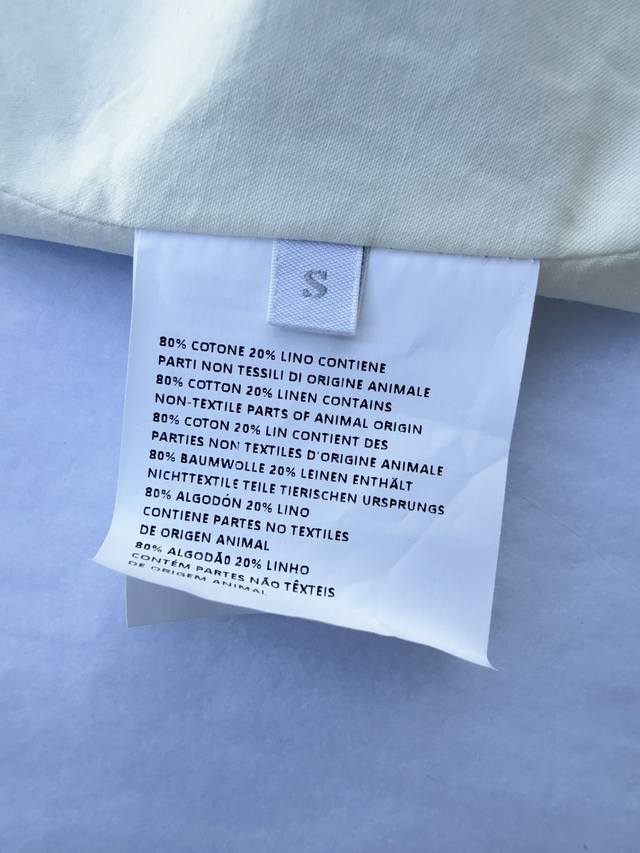 S
80% COTONE 20% LINO CONTIENE
PARTI NON TESSILI DI ORIGINE ANIMALE
80% COTTON 20% LINEN CONTAINS
NON-TEXTILE PARTS OF ANIMAL ORIGIN
80% COTON 20% LIN CONTIENT DES
PARTIES NON TEXTILES D'ORIGINE ANIMALE
80% BAUMWOLLE 20% LEINEN ENTHÄLT
NICHTTEXTILE TEILE TIERISCHEN URSPRUNGS
80% ALGODÓN 20% LINO
CONTIENE PARTES NO TEXTILES
DE ORIGEN ANIMAL
80% ALGODÃO 20% LINHO
CONTÉM PARTES NÃO TÊXTEIS
DE ORIGEM ANIMAL